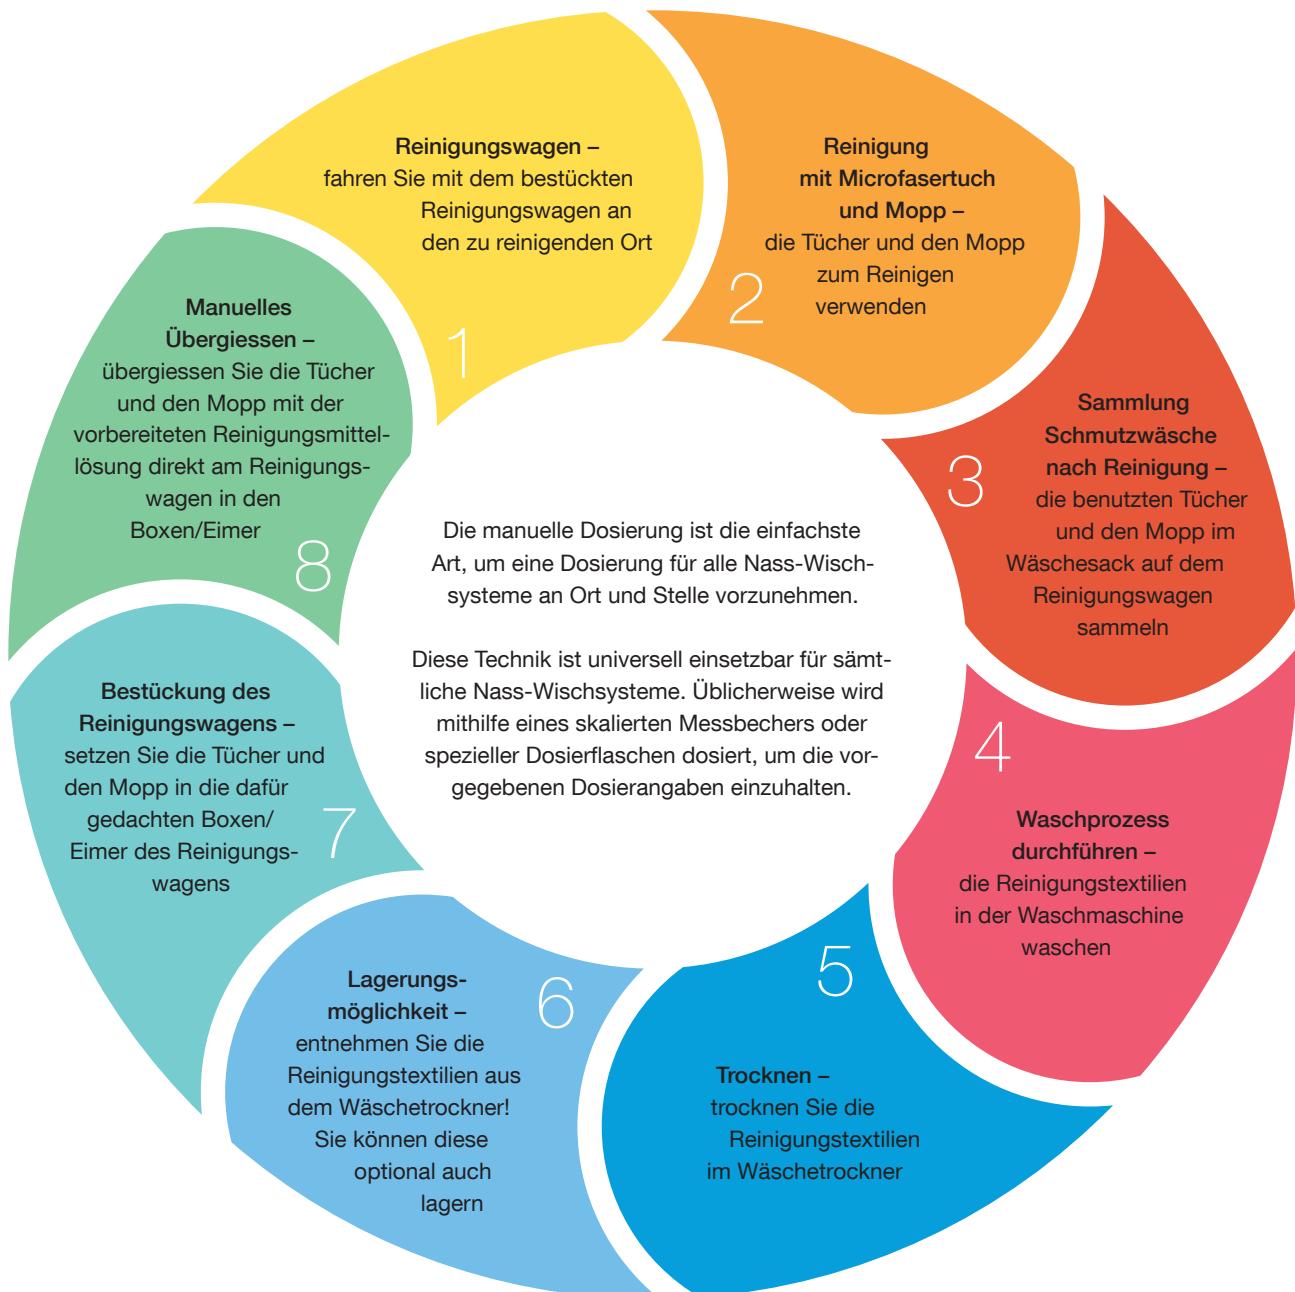 Reinigungswagen –
fahren Sie mit dem bestückten
Reinigungswagen an
den zu reinigenden Ort
1
Reinigung
mit Microfasertuch
und Mopp –
die Tücher und den Mopp
zum Reinigen
verwenden
2
Sammlung
Schmutzwäsche
nach Reinigung –
die benutzten Tücher
und den Mopp im
Wäschesack auf dem
Reinigungswagen
sammeln
3
4
Waschprozess
durchführen –
die Reinigungstextilien
in der Waschmaschine
waschen
5
Trocknen –
trocknen Sie die
Reinigungstextilien
im Wäschetrockner
6
Lagerungs-
möglichkeit –
entnehmen Sie die
Reinigungstextilien aus
dem Wäschetrockner!
Sie können diese
optional auch
lagern
Bestückung des
Reinigungswagens –
setzen Sie die Tücher und
den Mopp in die dafür
gedachten Boxen/
Eimer des Reinigungs-
wagens
7
Manuelles
Übergiessen –
übergiessen Sie die Tücher
und den Mopp mit der
vorbereiteten Reinigungsmittel-
lösung direkt am Reinigungs-
wagen in den
Boxen/Eimer
8
Die manuelle Dosierung ist die einfachste
Art, um eine Dosierung für alle Nass-Wisch-
systeme an Ort und Stelle vorzunehmen.
Diese Technik ist universell einsetzbar für sämt-
liche Nass-Wischsysteme. Üblicherweise wird
mithilfe eines skalierten Messbechers oder
spezieller Dosierflaschen dosiert, um die vor-
gegebenen Dosierangaben einzuhalten.